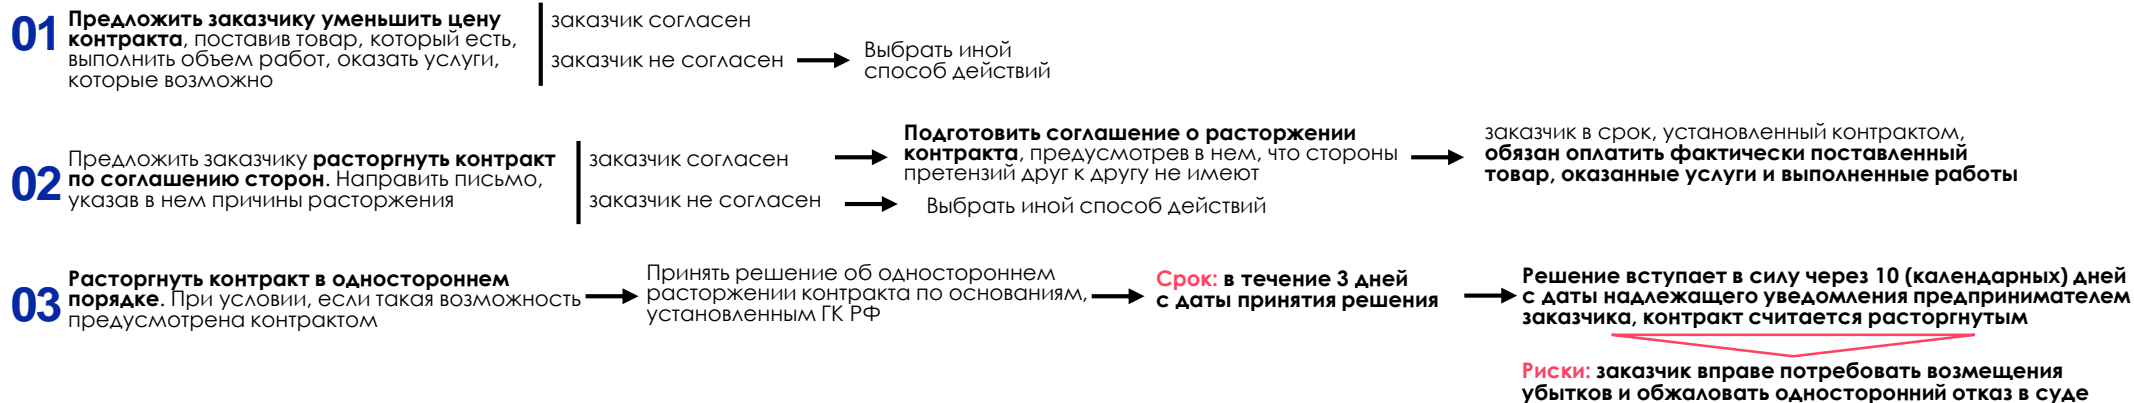 01
Предложить заказчику уменьшить цену
контракта, поставив товар, который есть,
выполнить объем работ, оказать услуги,
которые возможно
заказчик согласен
заказчик не согласен
Выбрать иной
способ действий
02
Предложить заказчику расторгнуть контракт
по соглашению сторон. Направить письмо,
указав в нем причины расторжения
заказчик согласен
Подготовить соглашение о расторжении
контракта, предусмотрев в нем, что стороны
претензий друг к другу не имеют
заказчик в срок, установленный контрактом,
обязан оплатить фактически поставленный
товар, оказанные услуги и выполненные работы
заказчик не согласен
Выбрать иной способ действий
03
Расторгнуть контракт в одностороннем
порядке. При условии, если такая возможность
предусмотрена контрактом
Принять решение об одностороннем
расторжении контракта по основаниям,
установленным ГК РФ
Срок: в течение 3 дней
с даты принятия решения
Решение вступает в силу через 10 (календарных) дней
с даты надлежащего уведомления предпринимателем
заказчика, контракт считается расторгнутым
Риски: заказчик вправе потребовать возмещения
убытков и обжаловать односторонний отказ в суде